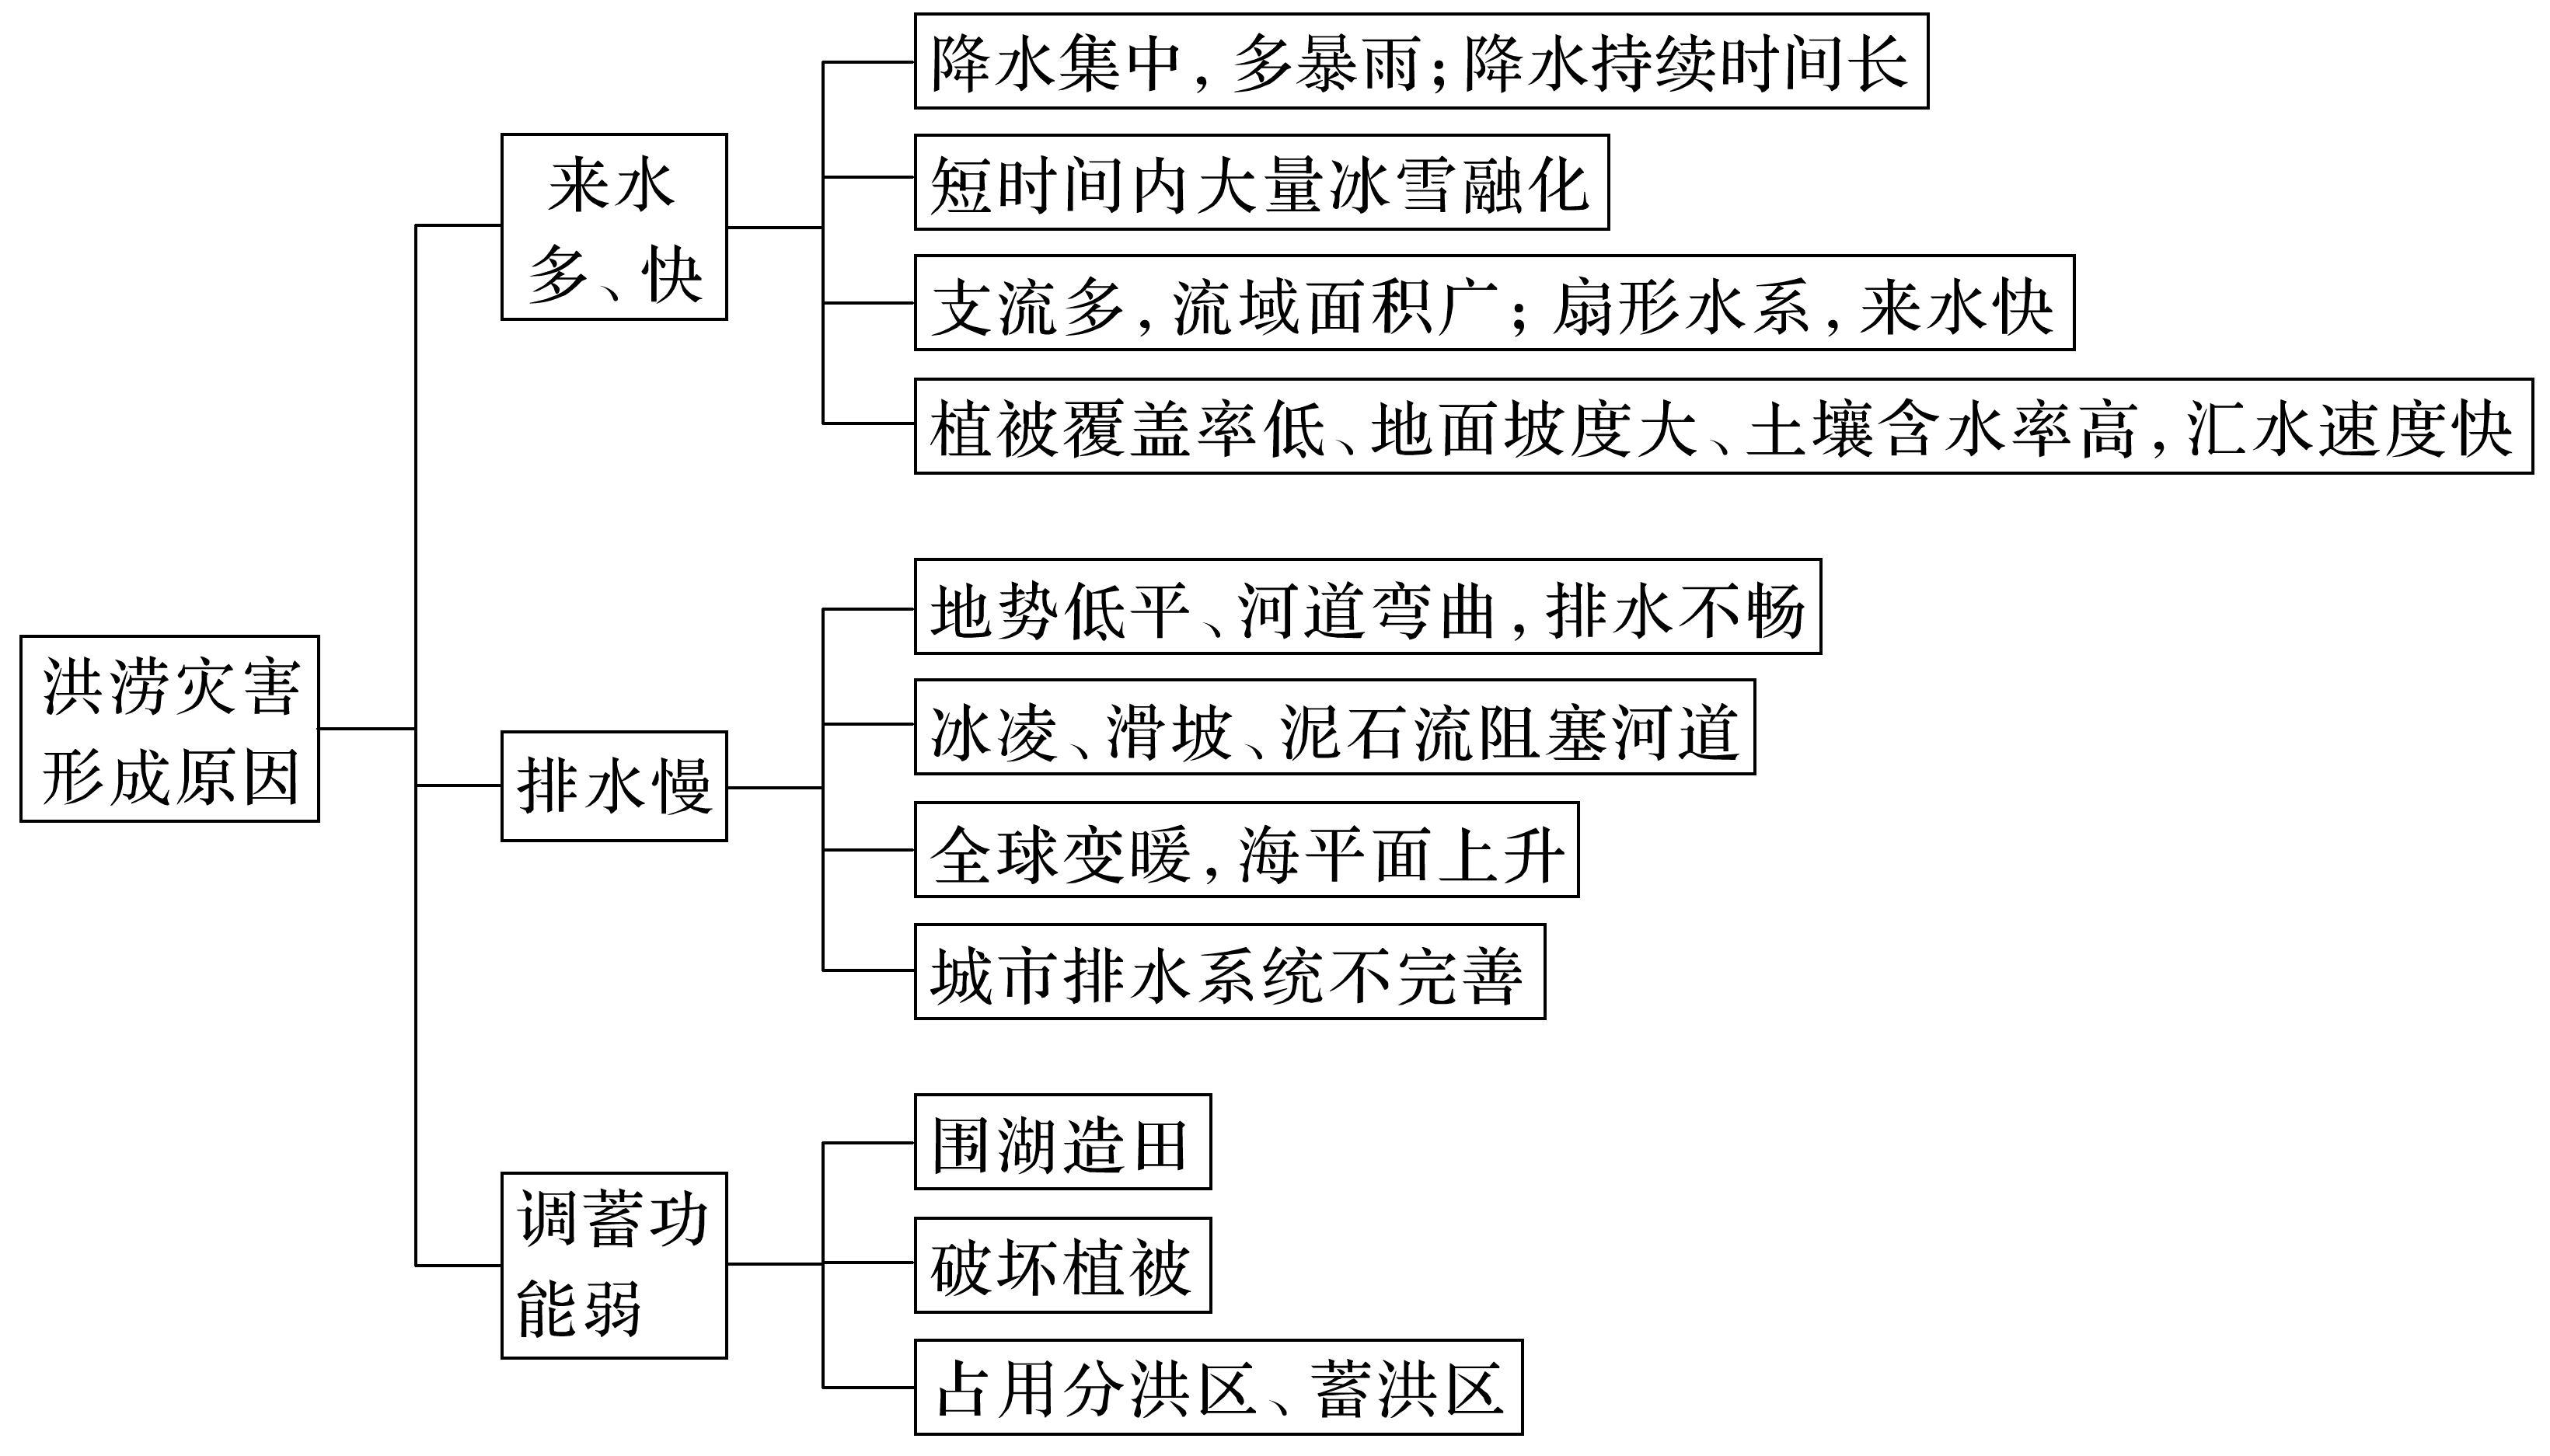 降水集中，多暴雨；降水持续时间长
来水
多、快
短时间内大量冰雪融化
支流多，流域面积广；扇形水系，来水快
植被覆盖率低、地面坡度大、土壤含水率高，汇水速度快
洪涝灾害
形成原因
排水慢
地势低平、河道弯曲，排水不畅
冰凌、滑坡、泥石流阻塞河道
全球变暖，海平面上升
城市排水系统不完善
调蓄功
能弱
围湖造田
破坏植被
占用分洪区、蓄洪区